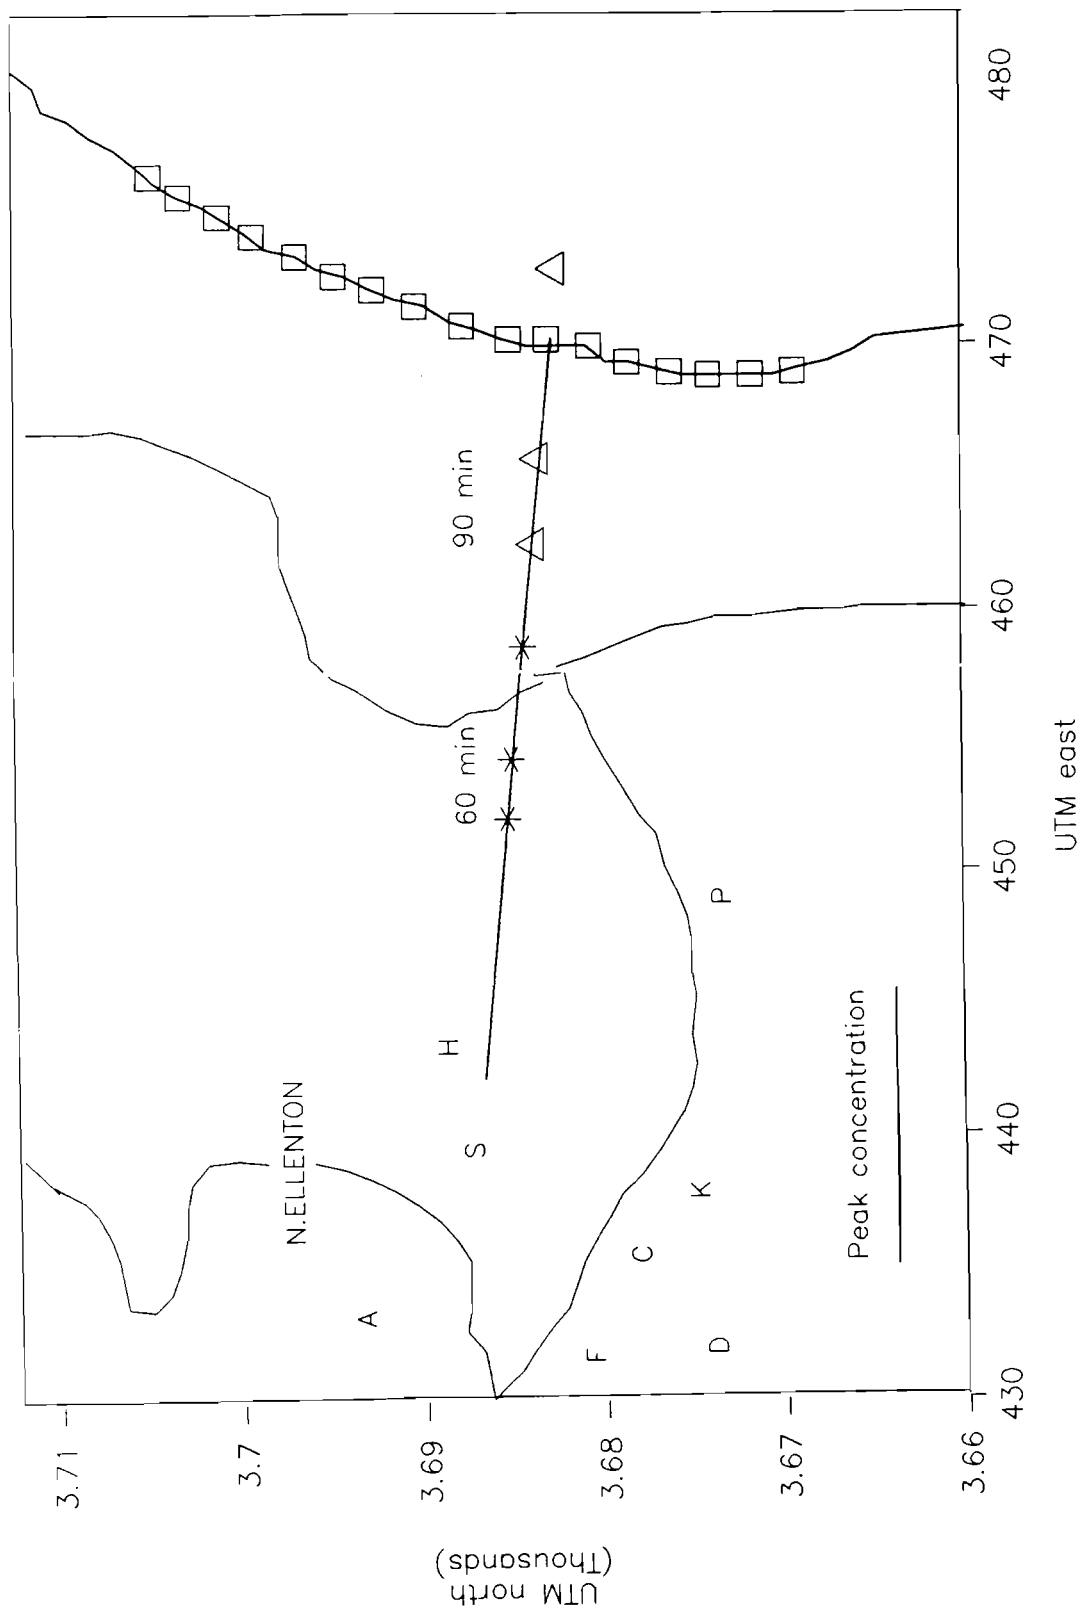 UTM north
(Thousands)
3.71
3.7
3.69
3.68
3.67
3.66
430
440
450
460
470
480
UTM east
N.ELLENTON
A
S
H
F
C
D
K
P
60 min
90 min
Peak concentration